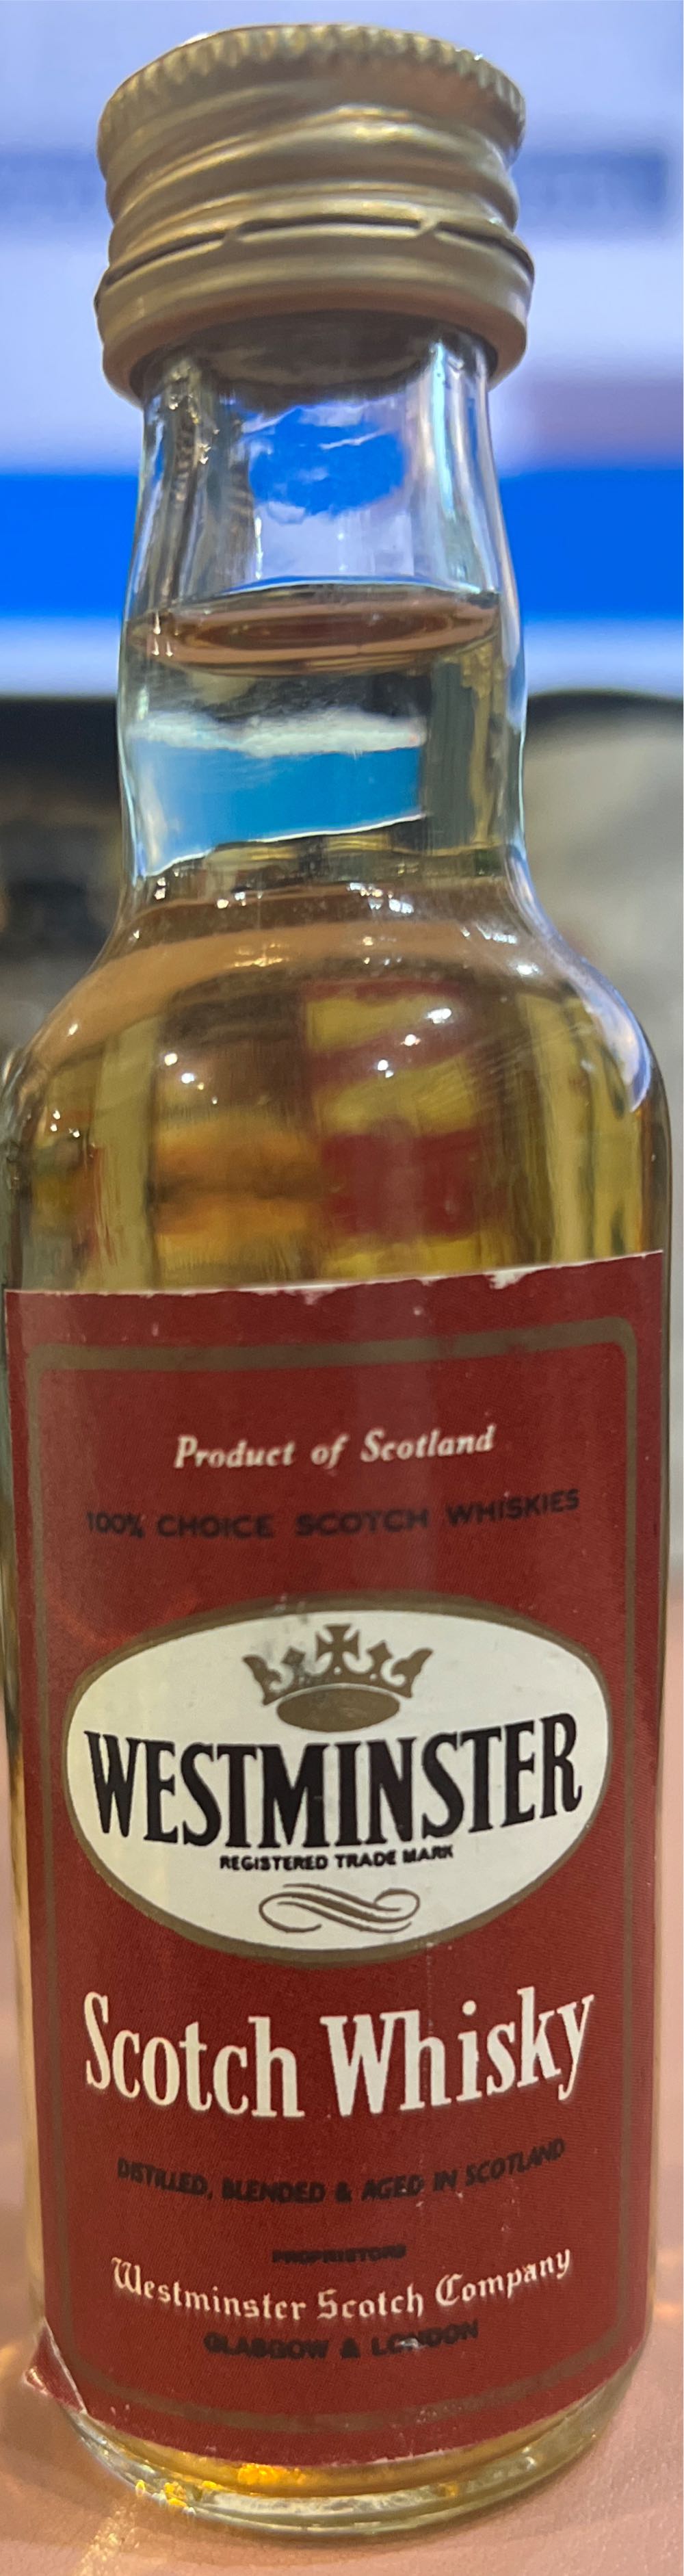 Product of Scotland
100% CHOICE SCOTCH WHISKIES
WESTMINSTER
REGISTERED TRADE MARK
Scotch Whisky
DISTILLED, BLENDED & AGED IN SCOTLAND
PROPRIETORS
Westminster Scotch Company
GLASGOW & LONDON